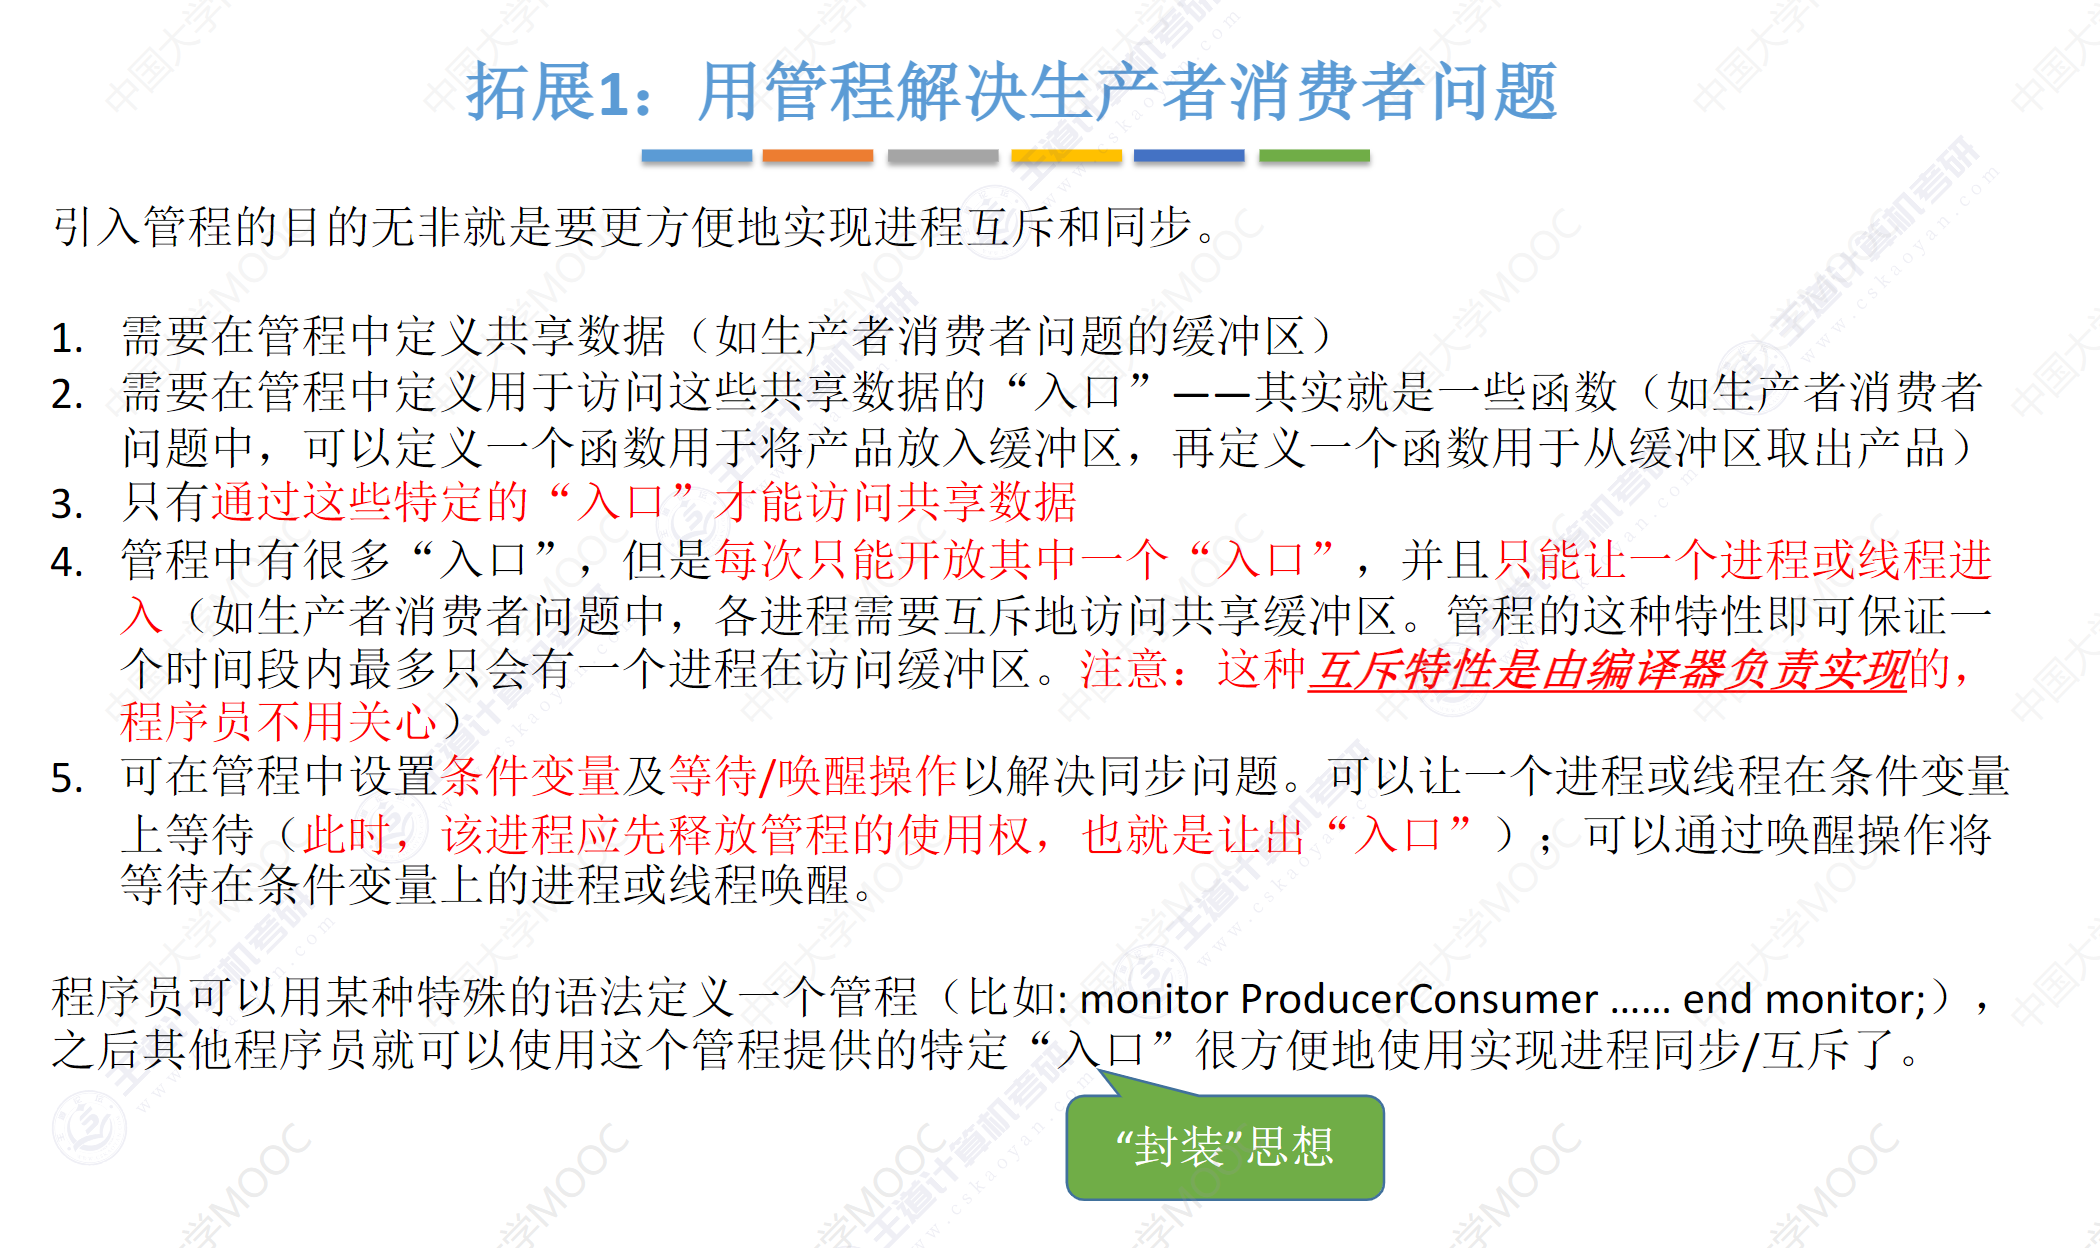 拓展1：用管程解决生产者消费者问题
引入管程的目的无非就是要更方便地实现进程互斥和同步。
1. 需要在管程中定义共享数据（如生产者消费者问题的缓冲区）
2. 需要在管程中定义用于访问这些共享数据的“入口”——其实就是一些函数（如生产者消费者
问题中，可以定义一个函数用于将产品放入缓冲区，再定义一个函数用于从缓冲区取出产品）
3. 只有通过这些特定的“入口”才能访问共享数据
4. 管程中有很多“入口”，但是每次只能开放其中一个“入口”，并且只能让一个进程或线程进
入（如生产者消费者问题中，各进程需要互斥地访问共享缓冲区。管程的这种特性即可保证一
个时间段内最多只会有一个进程在访问缓冲区。注意：这种互斥特性是由编译器负责实现的，
程序员不用关心）
5. 可在管程中设置条件变量及等待/唤醒操作以解决同步问题。可以让一个进程或线程在条件变量
上等待（此时，该进程应先释放管程的使用权，也就是让出“入口”）；可以通过唤醒操作将
等待在条件变量上的进程或线程唤醒。
程序员可以用某种特殊的语法定义一个管程（比如: monitor ProducerConsumer …… end monitor;），
之后其他程序员就可以使用这个管程提供的特定“入口”很方便地使用实现进程同步/互斥了。
“封装”思想
中国大学MOOC
王道计算机考研
www.cskaoyan.com